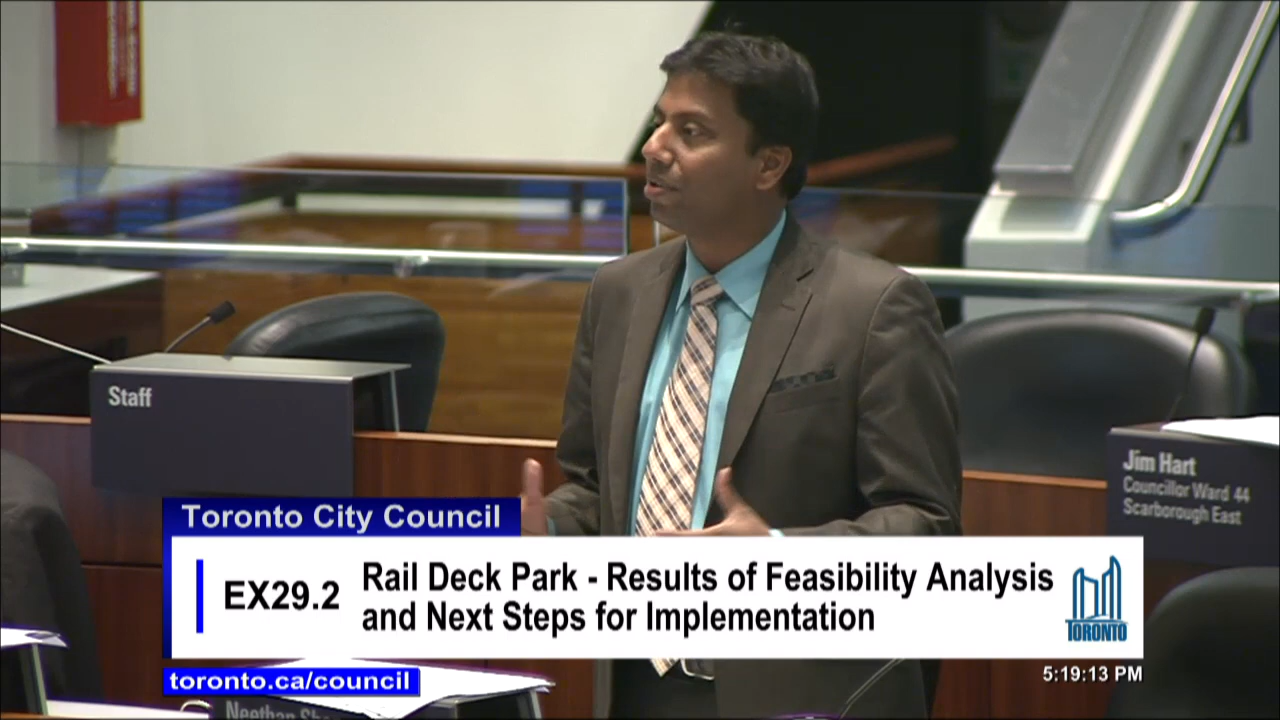 Staff
Jim Hart
Councillor Ward 44
Scarborough East
Toronto City Council
EX29.2
Rail Deck Park - Results of Feasibility Analysis
and Next Steps for Implementation
TORONTO
toronto.ca/council
5:19:13 PM
Neethan